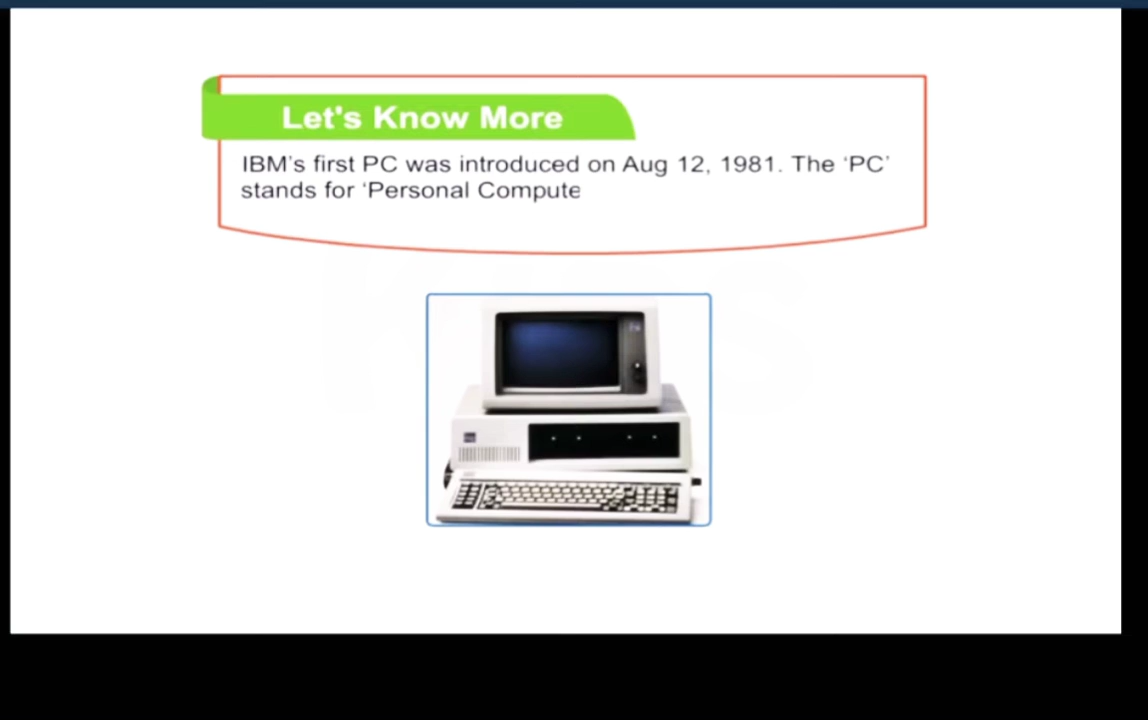 Let's Know More
IBM's first PC was introduced on Aug 12, 1981. The ‘PC’
stands for ‘Personal Compute